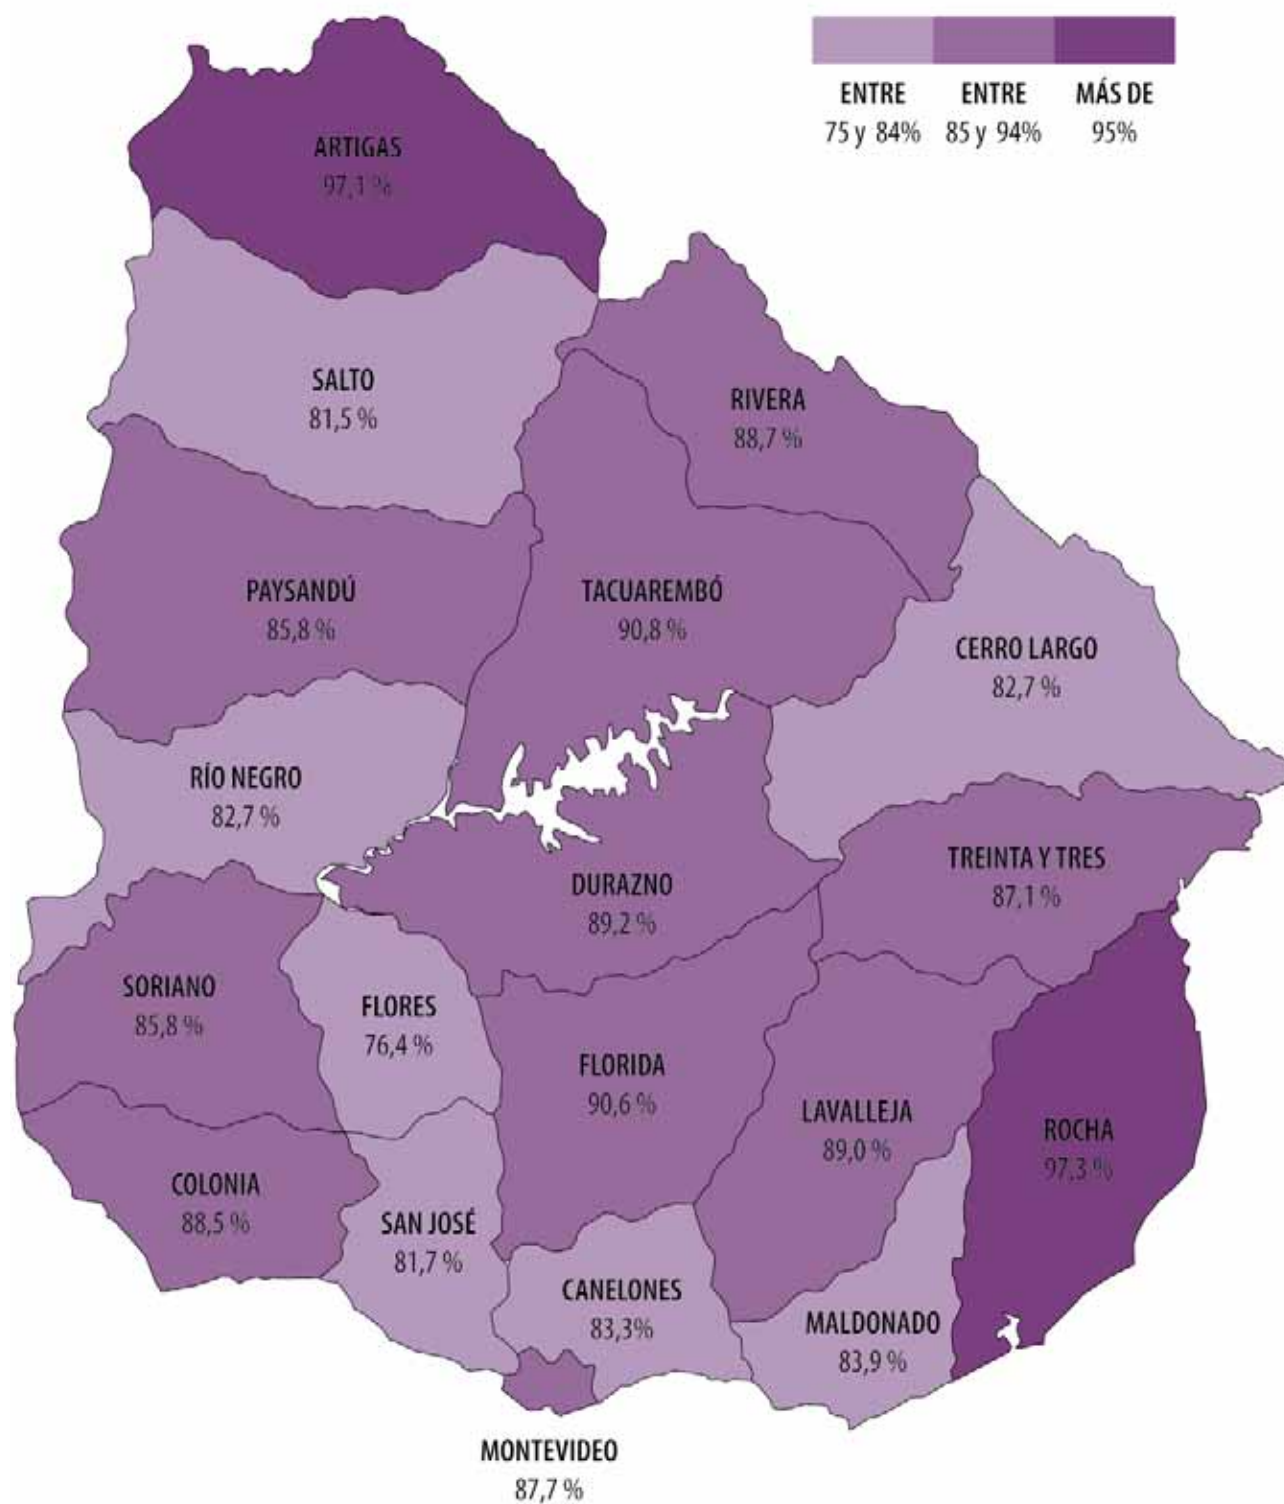 ENTRE
75 y 84%
ENTRE
85 y 94%
MÁS DE
95%
ARTIGAS
97,1 %
SALTO
81,5 %
RIVERA
88,7 %
PAYSANDÚ
85,8 %
TACUAREMBÓ
90,8 %
CERRO LARGO
82,7 %
RÍO NEGRO
82,7 %
TREINTA Y TRES
87,1 %
DURAZNO
89,2 %
SORIANO
85,8 %
FLORES
76,4 %
FLORIDA
90,6 %
LAVALLEJA
89,0 %
ROCHA
97,3 %
COLONIA
88,5 %
SAN JOSÉ
81,7 %
CANELONES
83,3%
MALDONADO
83,9 %
MONTEVIDEO
87,7 %